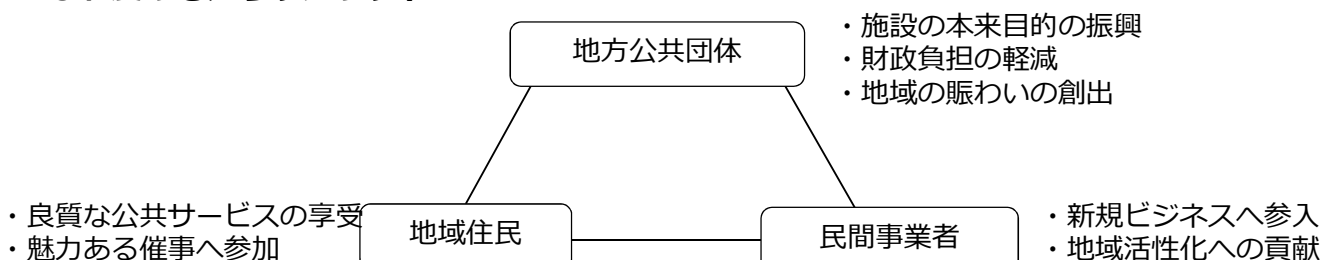 地方公共団体
・施設の本来目的の振興
・財政負担の軽減
・地域の賑わいの創出
・良質な公共サービスの享受
・魅力ある催事へ参加
地域住民
民間事業者
・新規ビジネスへ参入
・地域活性化への貢献